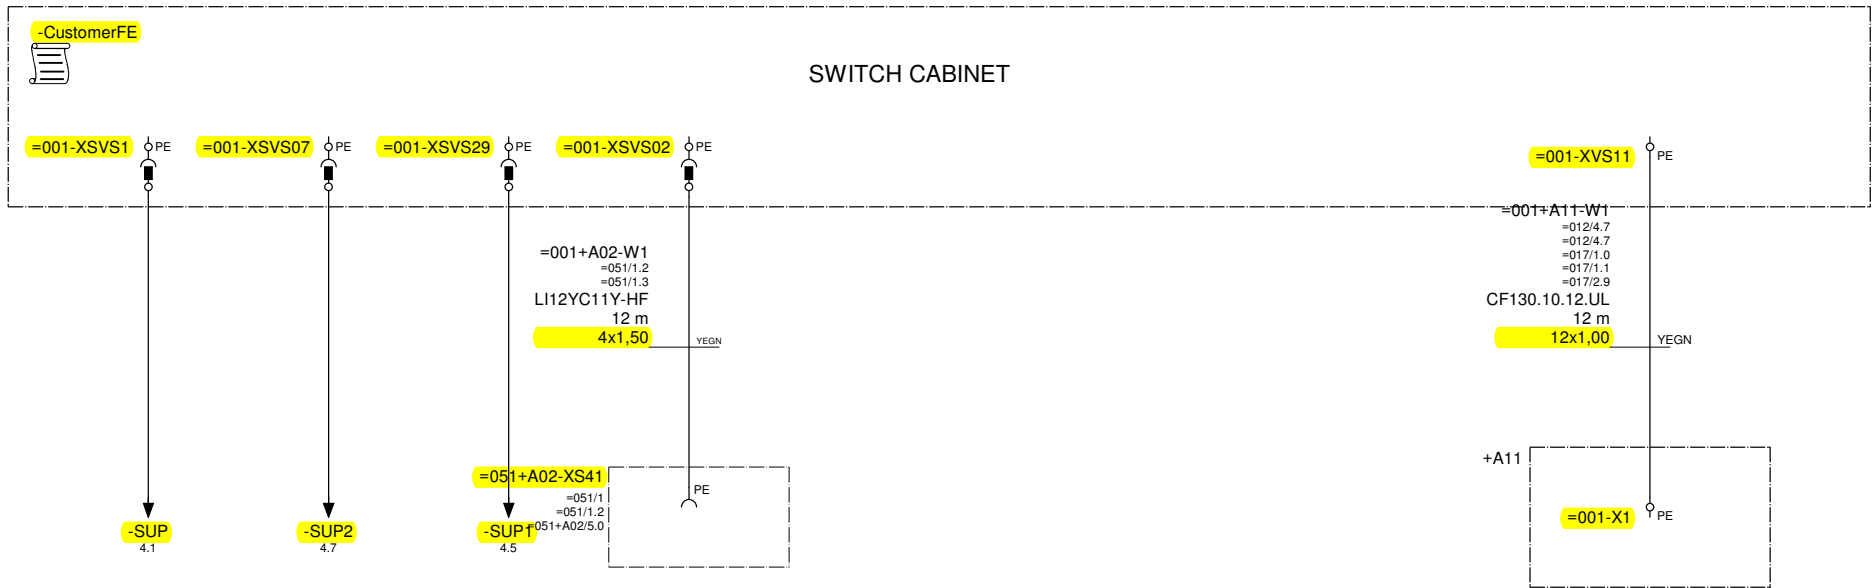 -CustomerFE
SWITCH CABINET
=001-XSVS1 PE
=001-XSVS07 PE
=001-XSVS29 PE
=001-XSVS02 PE
=001-XVS11 PE
=001+A02-W1
=051/1.2
=051/1.3
LI12YC11Y-HF
12 m
4x1,50
YEGN
=001+A11-W1
=012/4.7
=012/4.7
=017/1.0
=017/1.1
=017/2.9
CF130.10.12.UL
12 m
12x1,00
YEGN
=051+A02-XS41
PE
=051/1
=051/1.2
=051+A02/5.0
+A11
=001-X1 PE
-SUP
4.1
-SUP2
4.7
-SUP1
4.5